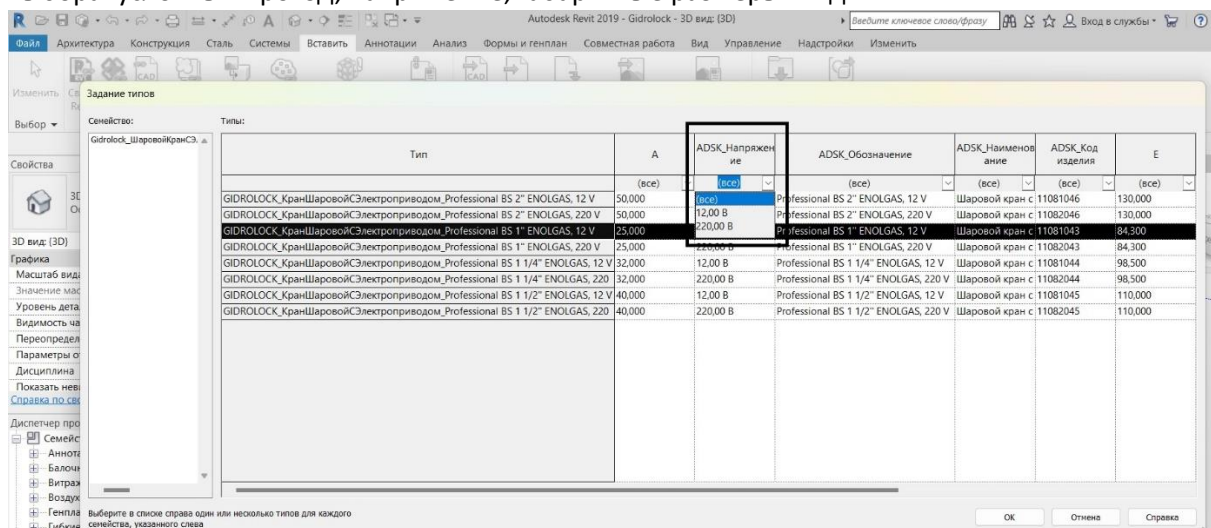 Autodesk Revit 2019 - Gidrolock - 3D вид: {3D}
Введите ключевое слово/фразу
Вход в службы
Файл Архитектура Конструкция Сталь Системы Вставить Аннотации Анализ Формы и генплан Совместная работа Вид Управление Надстройки Изменить
Изменить
Выбор
Свойства
3D вид: {3D}
Графика
Масштаб вида
Значение мас
Уровень дета
Видимость ча
Переопредел
Параметры о
Дисциплина
Показать нев
Справка по св
Диспетчер про
Семейс
Аннота
Балочн
Витраж
Воздух
Генпла
Гибкие
Задание типов
Семейство:
Типы:
Gidrolock_ШаровойКранСЭ.
Тип A ADSK_Напряжен ие ADSK_Обозначение ADSK_Наименов ание ADSK_Код изделия E
(все) (все) (все) (все) (все) (все)
(все)
12,00 В
220,00 В
GIDROLOCK_КранШаровойСЭлектроприводом_Professional BS 2" ENOLGAS, 12 V 50,000 Professional BS 2" ENOLGAS, 12 V Шаровой кран с 11081046 130,000
GIDROLOCK_КранШаровойСЭлектроприводом_Professional BS 2" ENOLGAS, 220 V 50,000 Professional BS 2" ENOLGAS, 220 V Шаровой кран с 11082046 130,000
GIDROLOCK_КранШаровойСЭлектроприводом_Professional BS 1" ENOLGAS, 12 V 25,000 Professional BS 1" ENOLGAS, 12 V Шаровой кран с 11081043 84,300
GIDROLOCK_КранШаровойСЭлектроприводом_Professional BS 1" ENOLGAS, 220 V 25,000 220,00 В Professional BS 1" ENOLGAS, 220 V Шаровой кран с 11082043 84,300
GIDROLOCK_КранШаровойСЭлектроприводом_Professional BS 1 1/4" ENOLGAS, 12 V 32,000 12,00 В Professional BS 1 1/4" ENOLGAS, 12 V Шаровой кран с 11081044 98,500
GIDROLOCK_КранШаровойСЭлектроприводом_Professional BS 1 1/4" ENOLGAS, 220 32,000 220,00 В Professional BS 1 1/4" ENOLGAS, 220 V Шаровой кран с 11082044 98,500
GIDROLOCK_КранШаровойСЭлектроприводом_Professional BS 1 1/2" ENOLGAS, 12 V 40,000 12,00 В Professional BS 1 1/2" ENOLGAS, 12 V Шаровой кран с 11081045 110,000
GIDROLOCK_КранШаровойСЭлектроприводом_Professional BS 1 1/2" ENOLGAS, 220 40,000 220,00 В Professional BS 1 1/2" ENOLGAS, 220 V Шаровой кран с 11082045 110,000
Выберите в списке справа один или несколько типов для каждого
семейства, указанного слева
ОК Отмена Справка